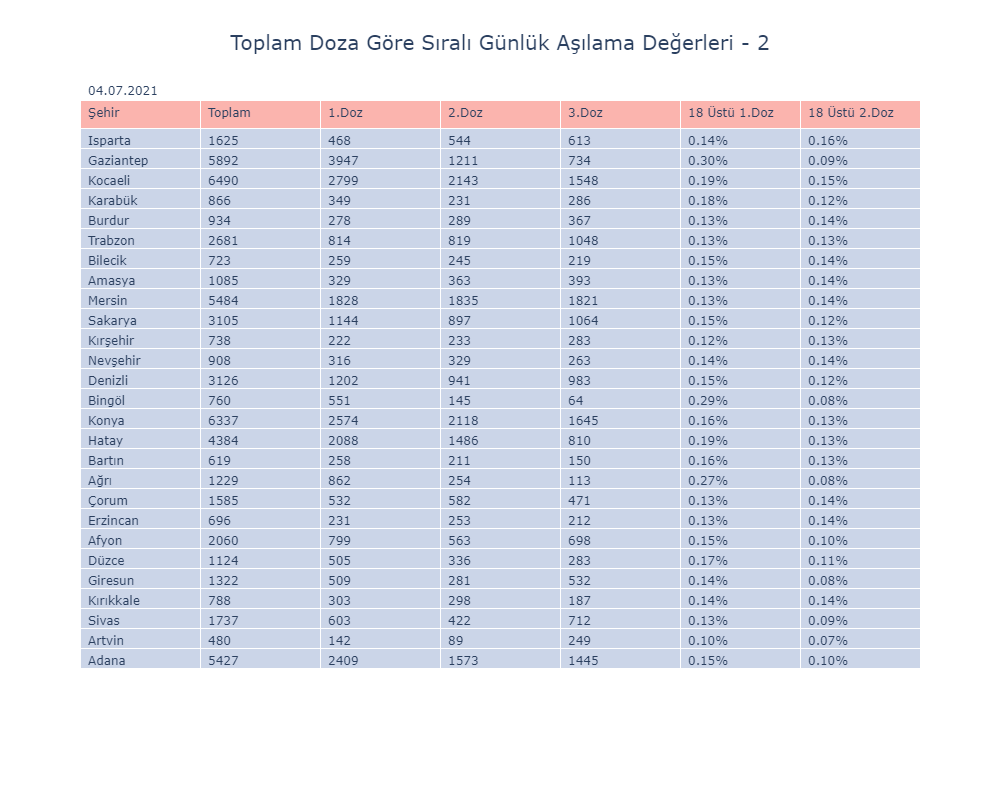 Toplam Doza Göre Sıralı Günlük Aşılama Değerleri - 2
04.07.2021
Şehir Toplam 1.Doz 2.Doz 3.Doz 18 Üstü 1.Doz 18 Üstü 2.Doz
Isparta 1625 468 544 613 0.14% 0.16%
Gaziantep 5892 3947 1211 734 0.30% 0.09%
Kocaeli 6490 2799 2143 1548 0.19% 0.15%
Karabük 866 349 231 286 0.18% 0.12%
Burdur 934 278 289 367 0.13% 0.14%
Trabzon 2681 814 819 1048 0.13% 0.13%
Bilecik 723 259 245 219 0.15% 0.14%
Amasya 1085 329 363 393 0.13% 0.14%
Mersin 5484 1828 1835 1821 0.13% 0.14%
Sakarya 3105 1144 897 1064 0.15% 0.12%
Kırşehir 738 222 233 283 0.12% 0.13%
Nevşehir 908 316 329 263 0.14% 0.14%
Denizli 3126 1202 941 983 0.15% 0.12%
Bingöl 760 551 145 64 0.29% 0.08%
Konya 6337 2574 2118 1645 0.16% 0.13%
Hatay 4384 2088 1486 810 0.19% 0.13%
Bartın 619 258 211 150 0.16% 0.13%
Ağrı 1229 862 254 113 0.27% 0.08%
Çorum 1585 532 582 471 0.13% 0.14%
Erzincan 696 231 253 212 0.13% 0.14%
Afyon 2060 799 563 698 0.15% 0.10%
Düzce 1124 505 336 283 0.17% 0.11%
Giresun 1322 509 281 532 0.14% 0.08%
Kırıkkale 788 303 298 187 0.14% 0.14%
Sivas 1737 603 422 712 0.13% 0.09%
Artvin 480 142 89 249 0.10% 0.07%
Adana 5427 2409 1573 1445 0.15% 0.10%